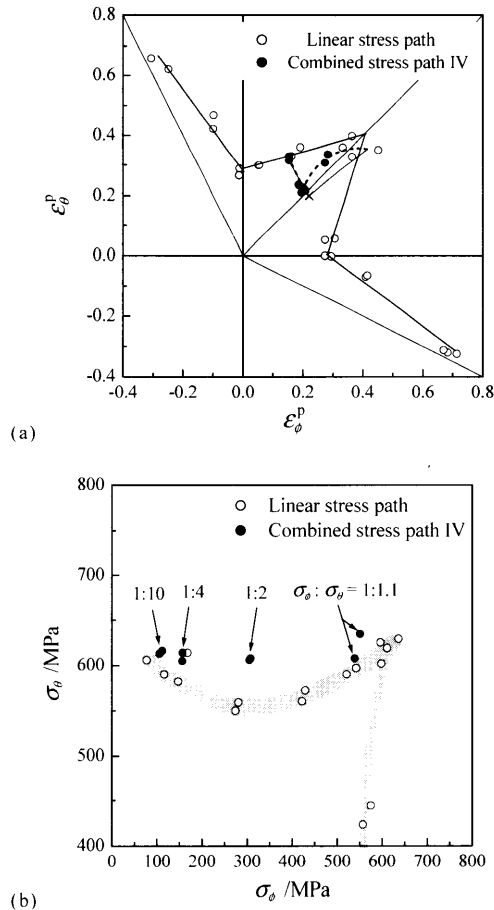 (a)
0.8
0.6
0.4
0.2
0.0
-0.2
-0.4
ε_θ^p
○ Linear stress path
● Combined stress path IV
-0.4 -0.2 0.0 0.2 0.4 0.6 0.8
ε_ϕ^p
(b)
800
700
600
500
400
σ_θ /MPa
○ Linear stress path
● Combined stress path IV
1:10 1:4 1:2 σ_ϕ : σ_θ = 1:1.1
0 100 200 300 400 500 600 700 800
σ_ϕ /MPa